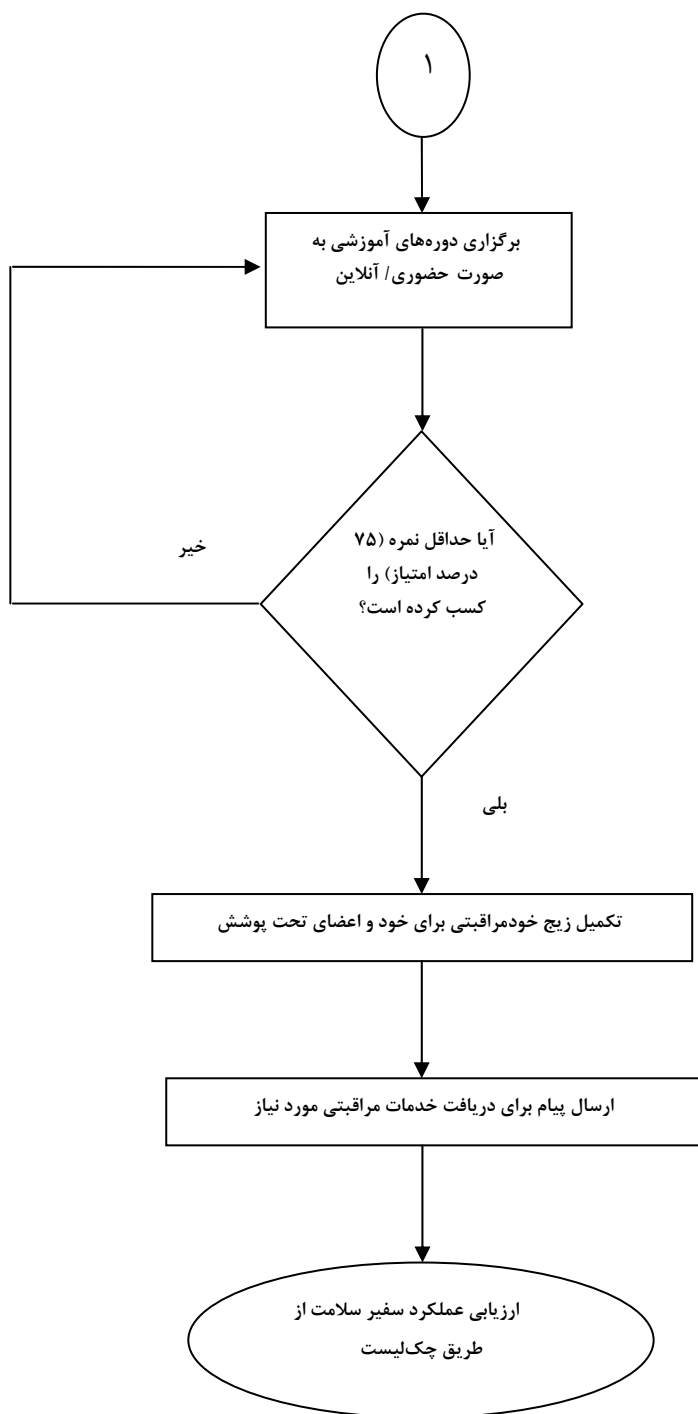 ۱
برگزاری دوره‌های آموزشی به
صورت حضوری/ آنلاین
آیا حداقل نمره (۷۵
درصد امتیاز) را
کسب کرده است؟
خیر
بلی
تکمیل زیج خودمراقبتی برای خود و اعضای تحت پوشش
ارسال پیام برای دریافت خدمات مراقبتی مورد نیاز
ارزیابی عملکرد سفیر سلامت از
طریق چک‌لیست